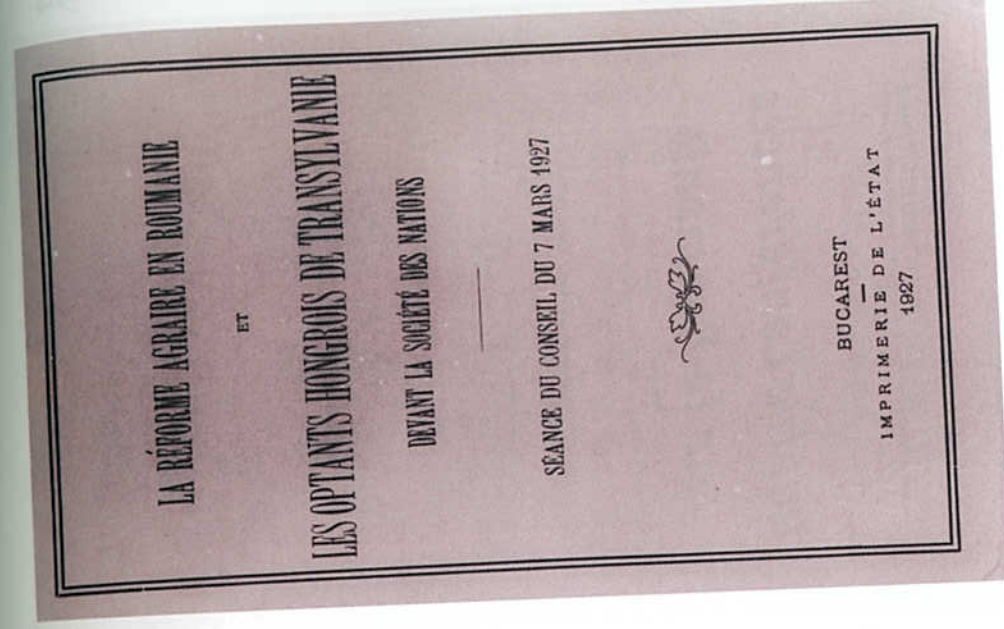 LA RÉFORME AGRAIRE EN ROUMANIE
ET
LES OPTANTS HONGROIS DE TRANSYLVANIE
DEVANT LA SOCIÉTÉ DES NATIONS
SÉANCE DU CONSEIL DU 7 MARS 1927
BUCAREST
IMPRIMERIE DE L'ÉTAT
1927